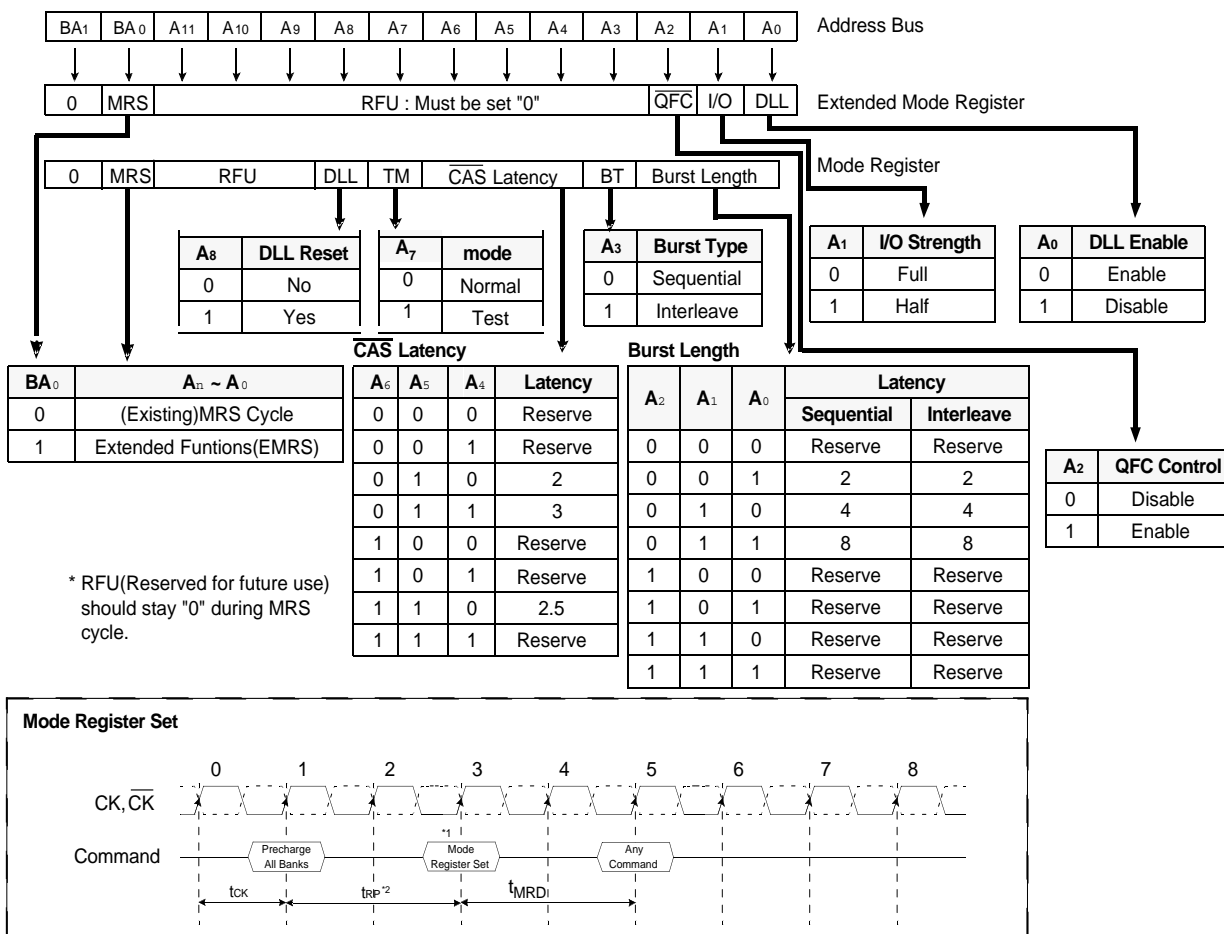 BA1 BA0 A11 A10 A9 A8 A7 A6 A5 A4 A3 A2 A1 A0 Address Bus
0 MRS RFU : Must be set "0" QFC I/O DLL Extended Mode Register
Mode Register
0 MRS RFU DLL TM CAS Latency BT Burst Length
A8 DLL Reset
0 No
1 Yes
A7 mode
0 Normal
1 Test
A3 Burst Type
0 Sequential
1 Interleave
A1 I/O Strength
0 Full
1 Half
A0 DLL Enable
0 Enable
1 Disable
BA0 An ~ A0
0 (Existing)MRS Cycle
1 Extended Funtions(EMRS)
* RFU(Reserved for future use)
should stay "0" during MRS
cycle.
CAS Latency
A6 A5 A4 Latency
0 0 0 Reserve
0 0 1 Reserve
0 1 0 2
0 1 1 3
1 0 0 Reserve
1 0 1 Reserve
1 1 0 2.5
1 1 1 Reserve
Burst Length
A2 A1 A0 Latency
Sequential Interleave
0 0 0 Reserve Reserve
0 0 1 2 2
0 1 0 4 4
0 1 1 8 8
1 0 0 Reserve Reserve
1 0 1 Reserve Reserve
1 1 0 Reserve Reserve
1 1 1 Reserve Reserve
A2 QFC Control
0 Disable
1 Enable
Mode Register Set
0 1 2 3 4 5 6 7 8
CK, CK
*1
Command Precharge All Banks Mode Register Set Any Command
tCK tRP*2 tMRD